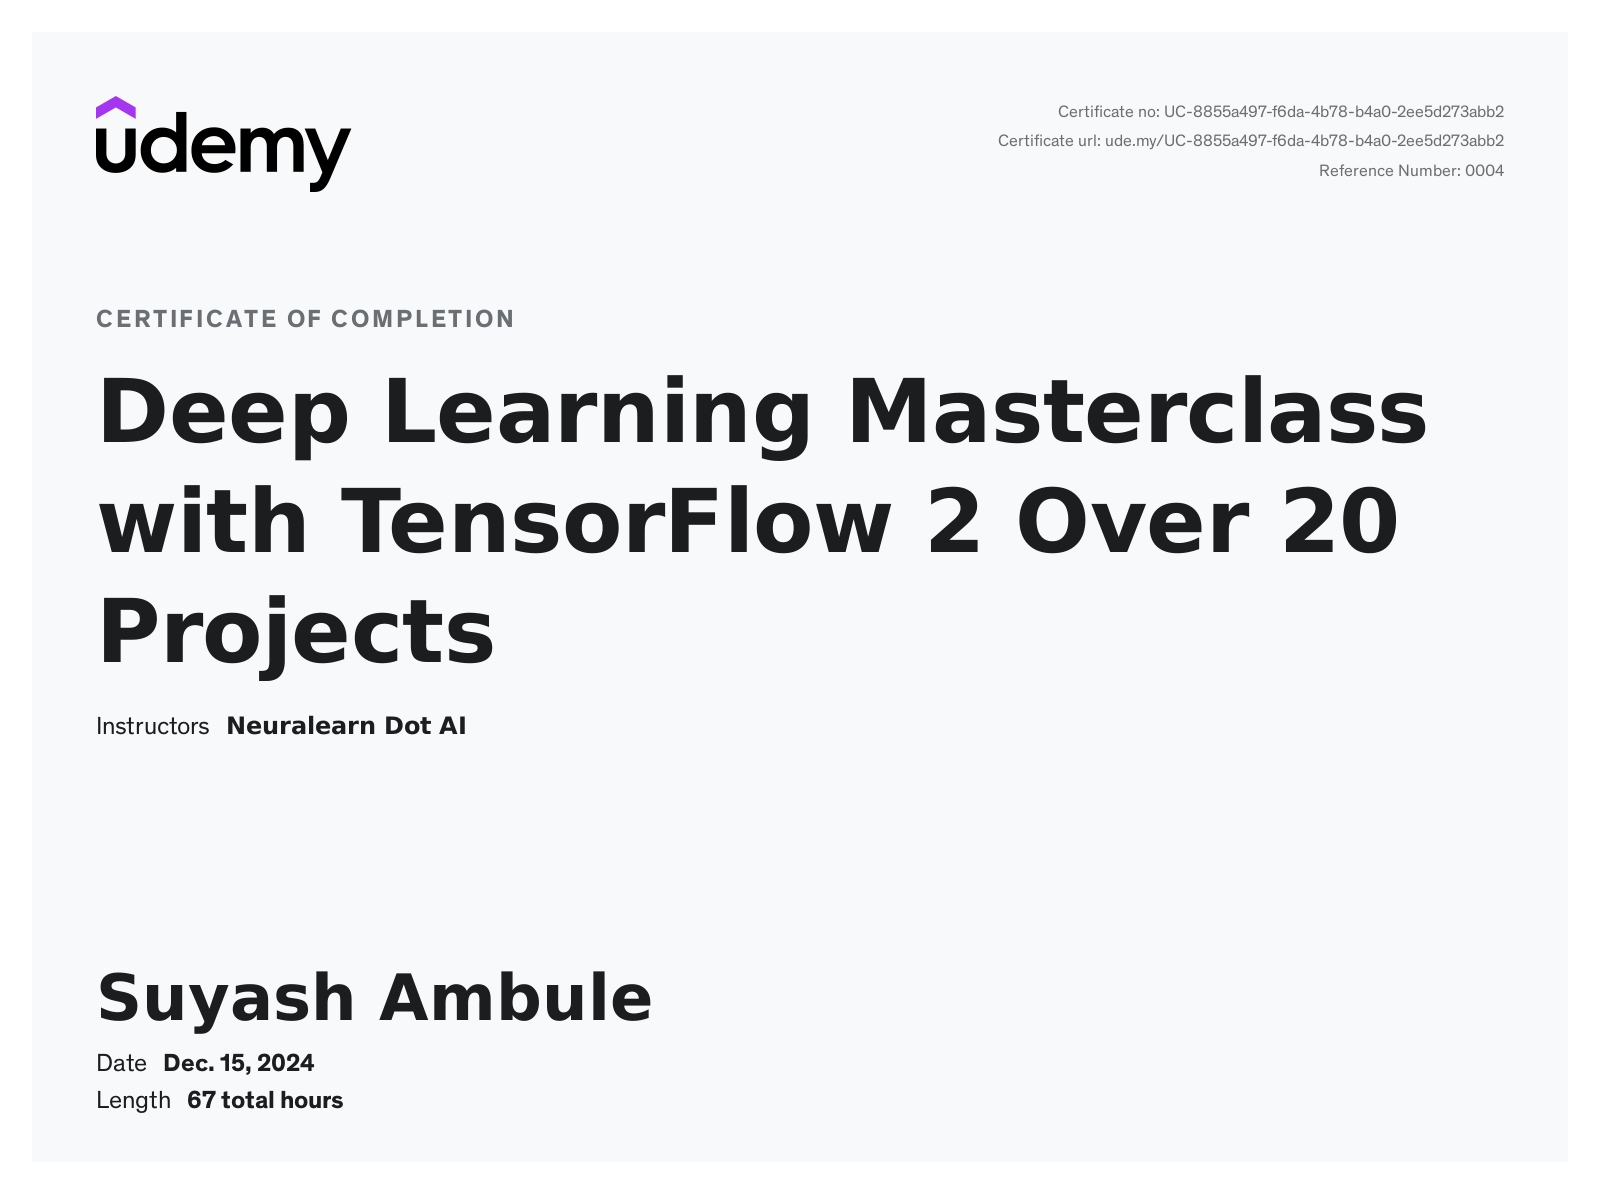 udemy
Certificate no: UC-8855a497-f6da-4b78-b4a0-2ee5d273abb2
Certificate url: ude.my/UC-8855a497-f6da-4b78-b4a0-2ee5d273abb2
Reference Number: 0004
CERTIFICATE OF COMPLETION
Deep Learning Masterclass
with TensorFlow 2 Over 20
Projects
Instructors Neuralearn Dot AI
Suyash Ambule
Date Dec. 15, 2024
Length 67 total hours